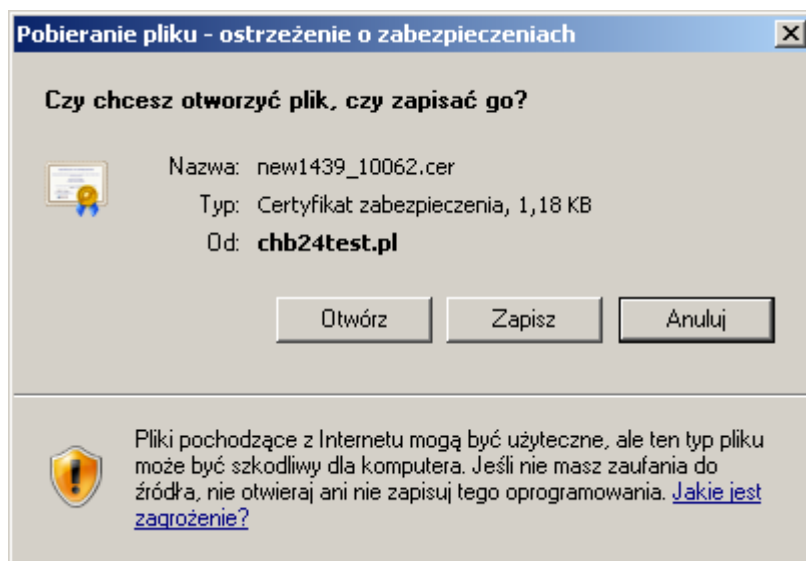 Pobieranie pliku - ostrzeżenie o zabezpieczeniach
Czy chcesz otworzyć plik, czy zapisać go?
Nazwa: new1439_10062.cer
Typ: Certyfikat zabezpieczenia, 1,18 KB
Od: chb24test.pl
Otwórz Zapisz Anuluj
Pliki pochodzące z Internetu mogą być użyteczne, ale ten typ pliku
może być szkodliwy dla komputera. Jeśli nie masz zaufania do
źródła, nie otwieraj ani nie zapisuj tego oprogramowania. Jakie jest
zagrożenie?